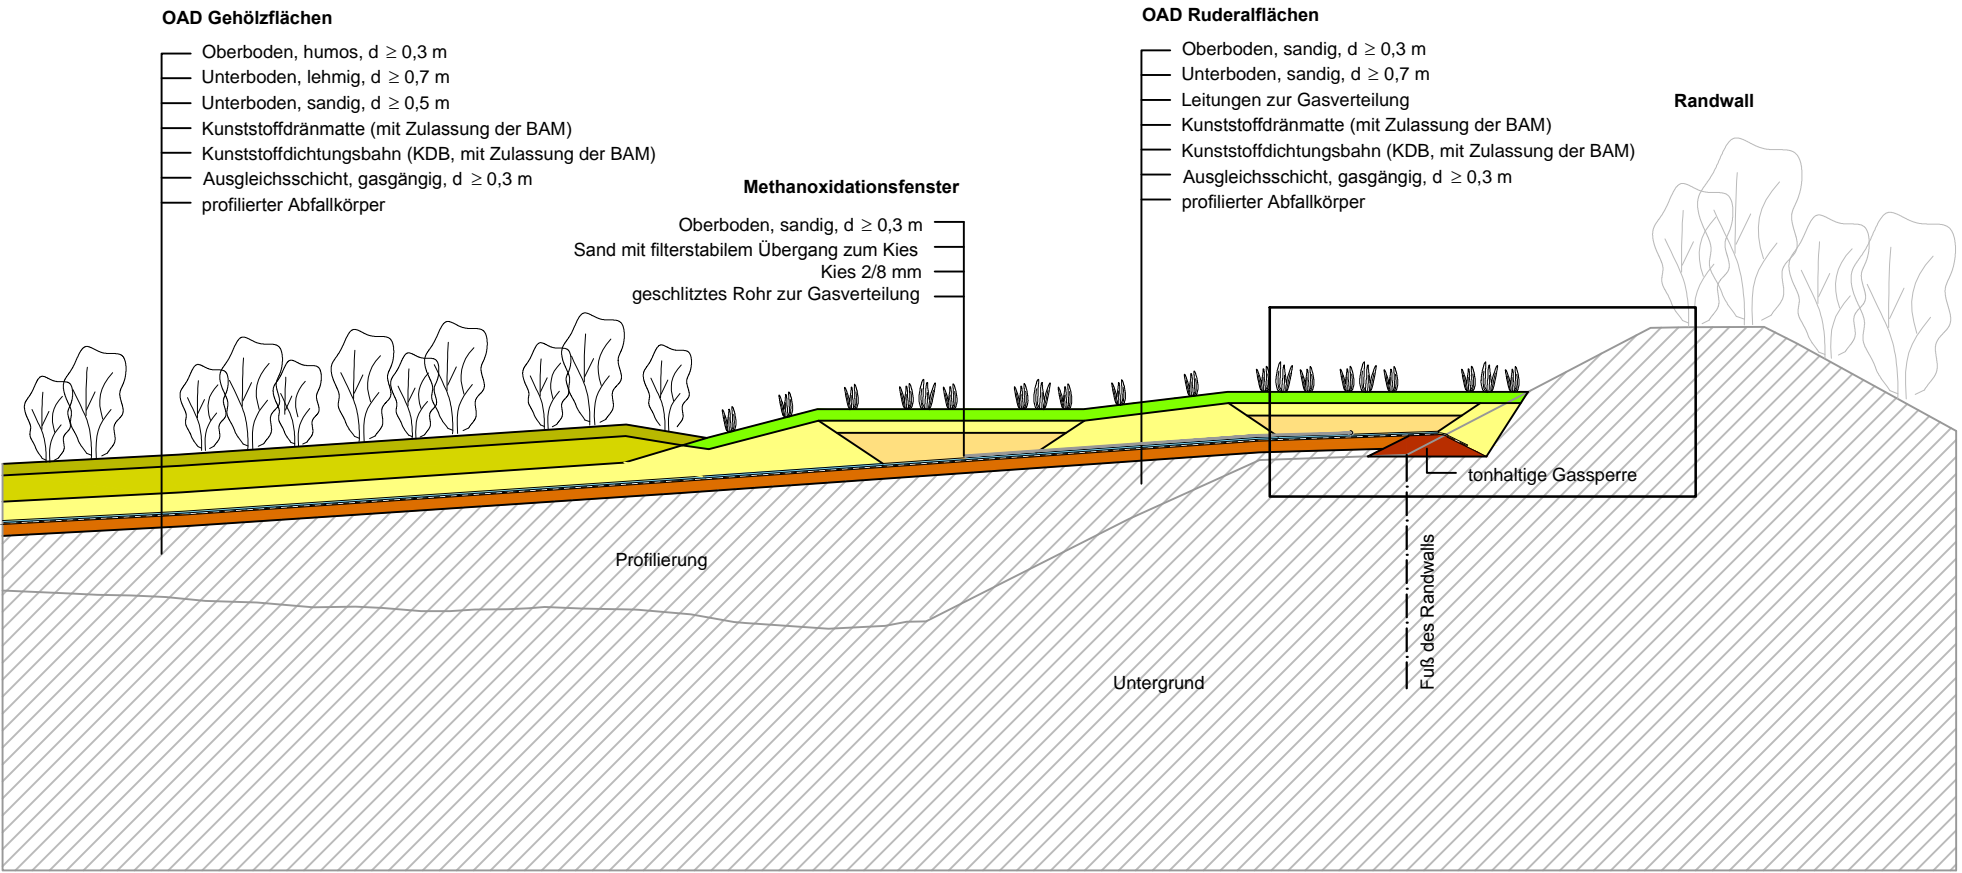 OAD Gehölzflächen
Oberboden, humos, d ≥ 0,3 m
Unterboden, lehmig, d ≥ 0,7 m
Unterboden, sandig, d ≥ 0,5 m
Kunststoffdränmatte (mit Zulassung der BAM)
Kunststoffdichtungsbahn (KDB, mit Zulassung der BAM)
Ausgleichsschicht, gasgängig, d ≥ 0,3 m
profilierter Abfallkörper
Methanoxidationsfenster
Oberboden, sandig, d ≥ 0,3 m
Sand mit filterstabilem Übergang zum Kies
Kies 2/8 mm
geschlitztes Rohr zur Gasverteilung
OAD Ruderalflächen
Oberboden, sandig, d ≥ 0,3 m
Unterboden, sandig, d ≥ 0,7 m
Leitungen zur Gasverteilung
Kunststoffdränmatte (mit Zulassung der BAM)
Kunststoffdichtungsbahn (KDB, mit Zulassung der BAM)
Ausgleichsschicht, gasgängig, d ≥ 0,3 m
profilierter Abfallkörper
Randwall
tonhaltige Gassperre
Profilierung
Fuß des Randwalls
Untergrund